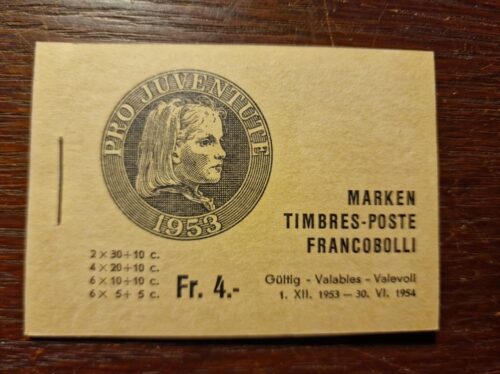 PRO JUVENTUTE
1953
MARKEN
TIMBRES-POSTE
FRANCOBOLLI
2 × 30 + 10 c.
4 × 20 + 10 c.
6 × 10 + 10 c.
6 × 5 + 5 c.
Fr. 4.-
Gültig - Valables - Valevoli
1. XII. 1953 — 30. VI. 1954